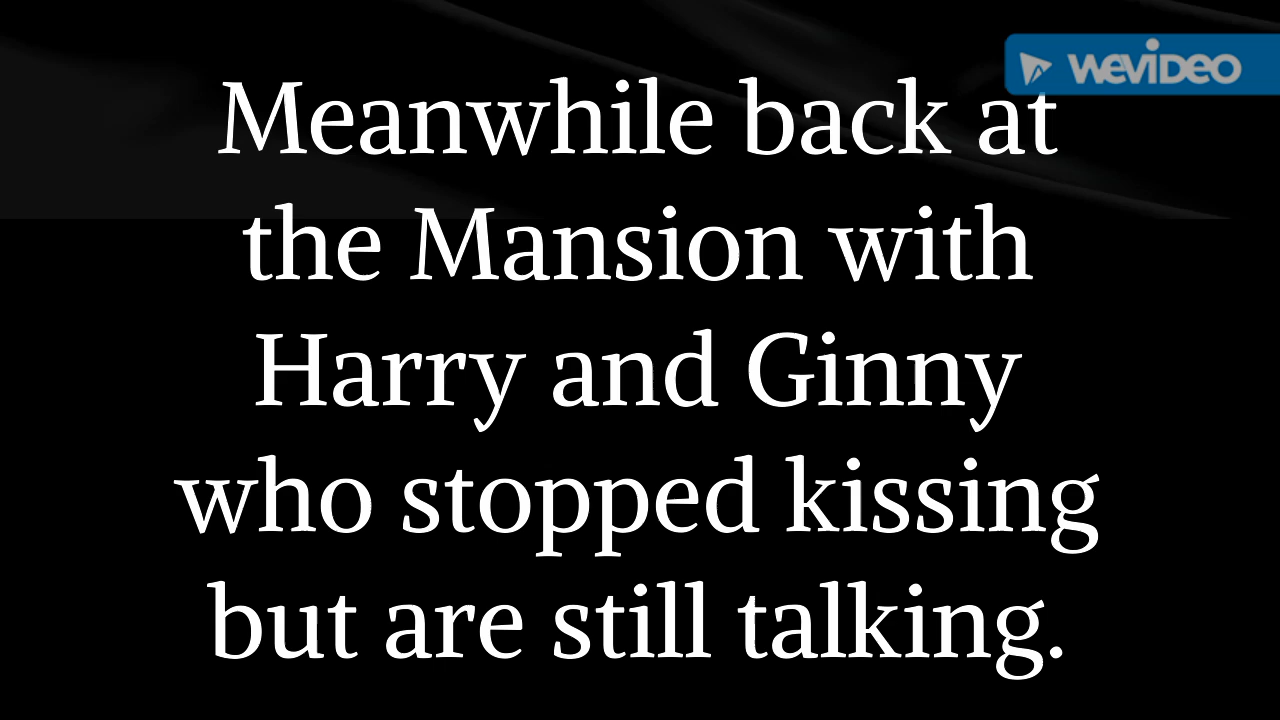 WEVIDEO
Meanwhile back at
the Mansion with
Harry and Ginny
who stopped kissing
but are still talking.